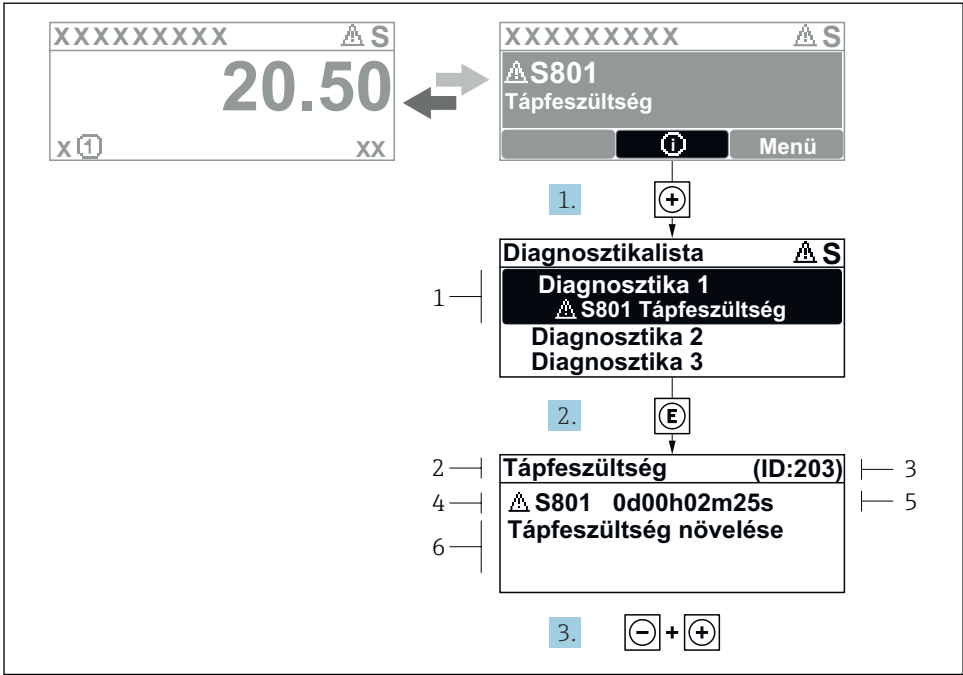 XXXXXXXXX ⚠ S
20.50
x ① xx
XXXXXXXXX ⚠ S
⚠ S801
Tápfeszültség
ⓘ Menü
1. +
Diagnosztikalista ⚠ S
1
Diagnosztika 1
⚠ S801 Tápfeszültség
Diagnosztika 2
Diagnosztika 3
2. E
2 Tápfeszültség (ID:203) 3
4 ⚠ S801 0d00h02m25s 5
6 Tápfeszültség növelése
3. − + +